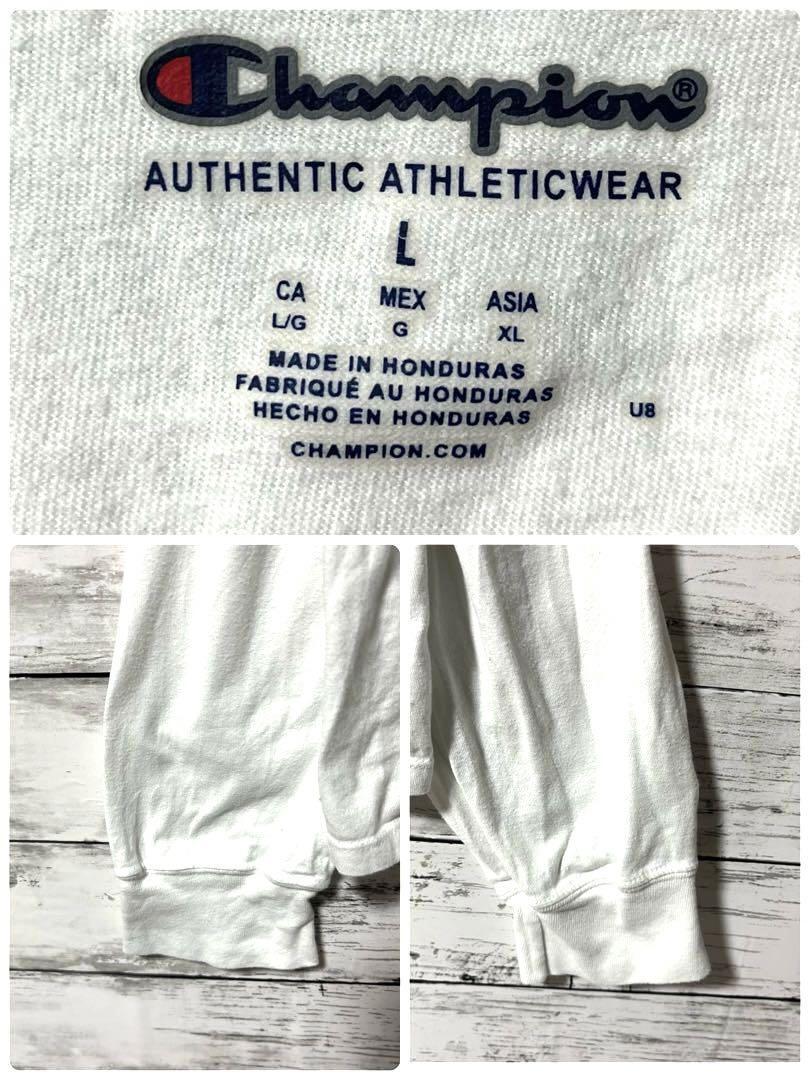 Champion®
AUTHENTIC ATHLETICWEAR
L
CA MEX ASIA
L/G G XL
MADE IN HONDURAS
FABRIQUÉ AU HONDURAS
HECHO EN HONDURAS U8
CHAMPION.COM